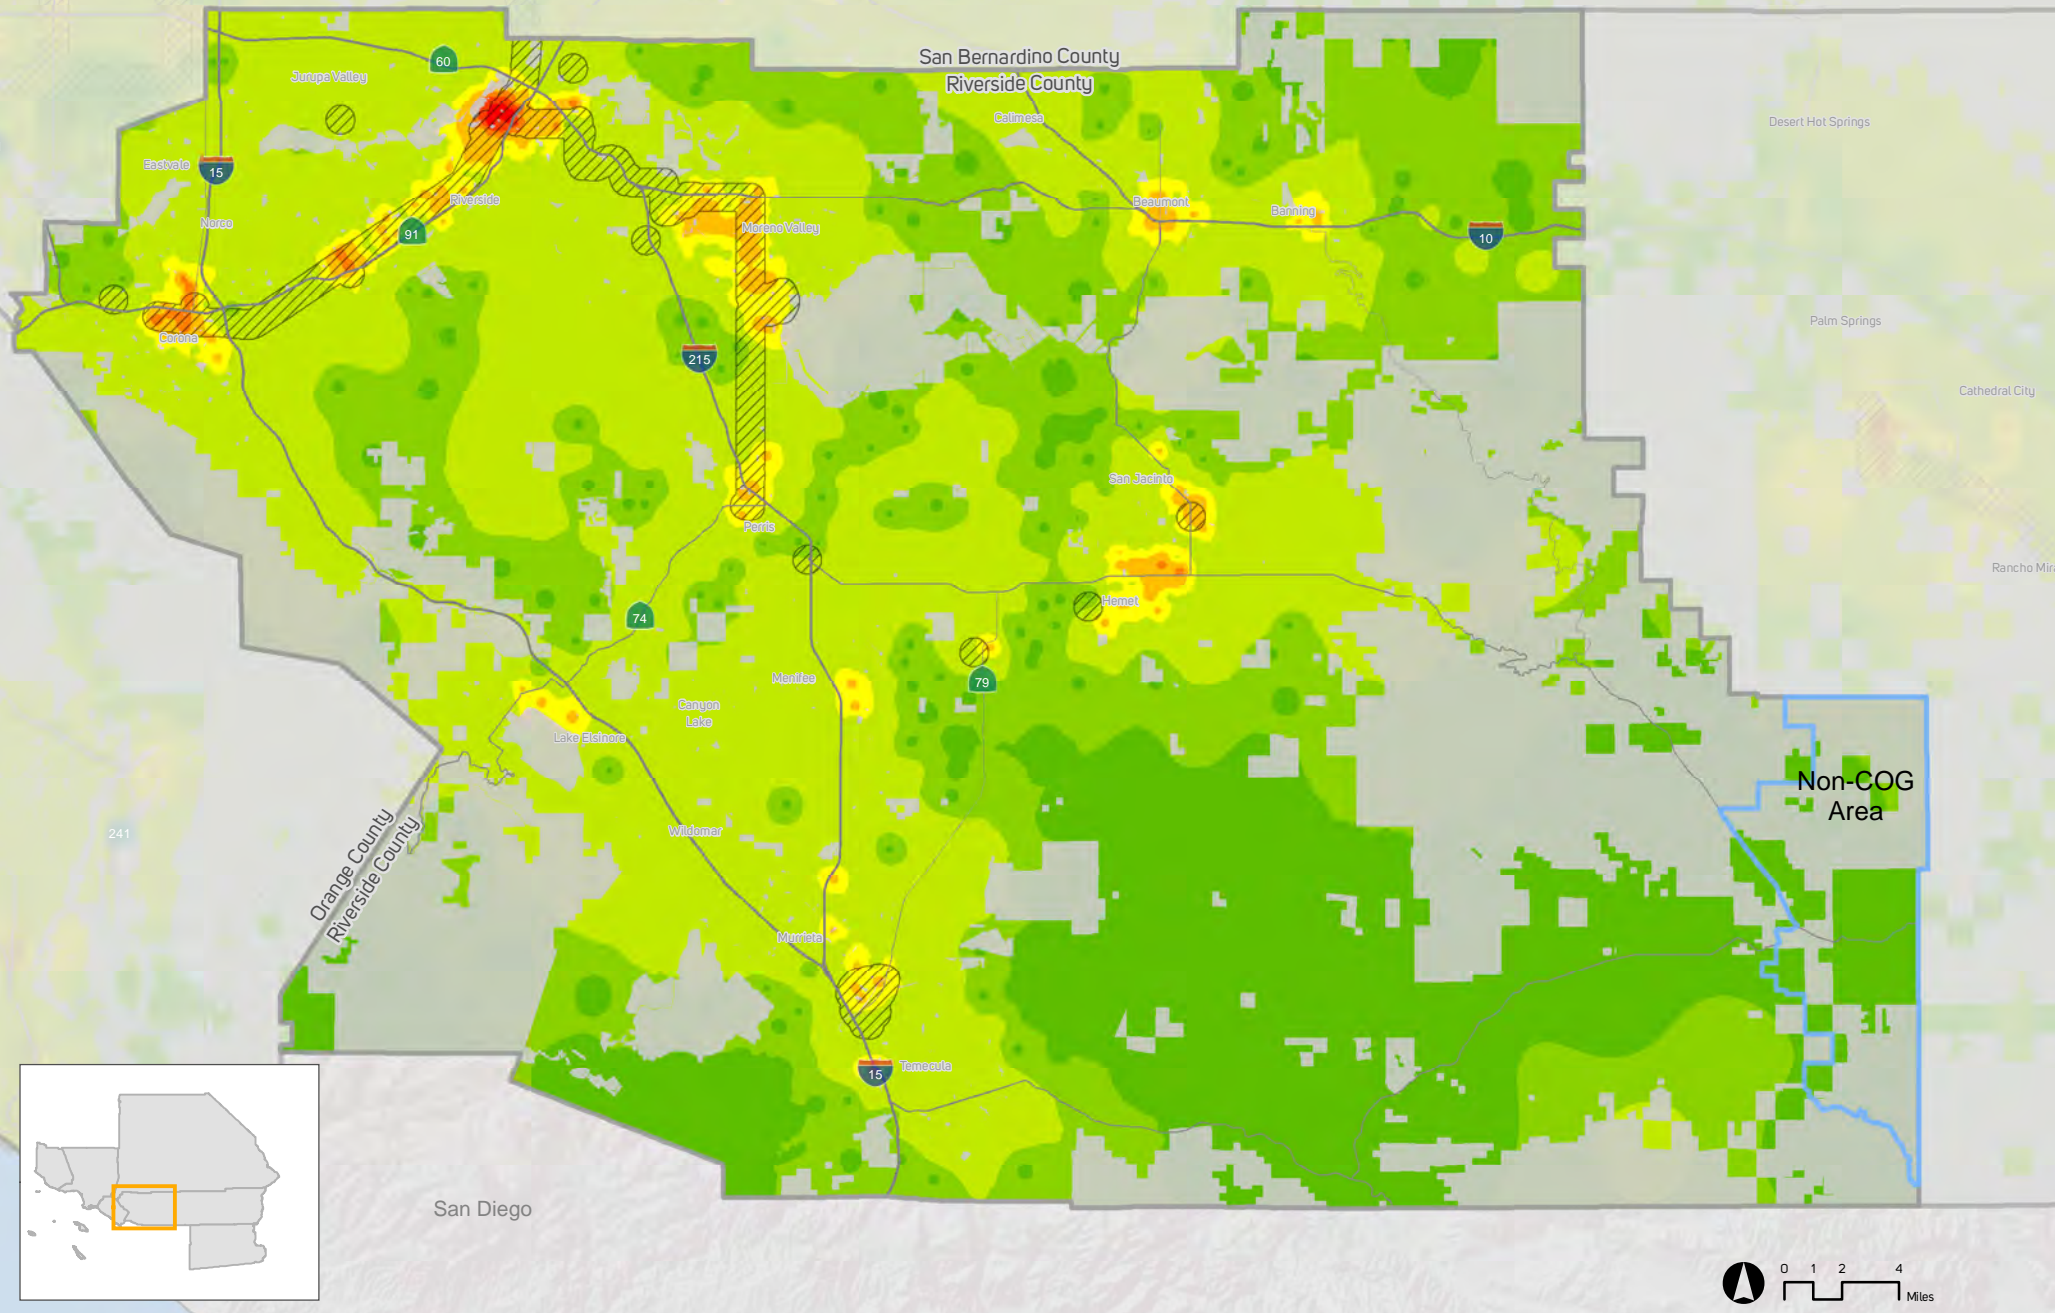 60
San Bernardino County
Riverside County
Jurupa Valley
Calimesa
Desert Hot Springs
Eastvale
15
Riverside
Beaumont
Banning
Norco
91
Moreno Valley
10
Palm Springs
Corona
215
Cathedral City
San Jacinto
Perris
Rancho Mir
Hemet
74
79
Menifee
Canyon
Lake
Lake Elsinore
Non-COG
Area
241
Wildomar
Orange County
Riverside County
Murrieta
15
Temecula
San Diego
0 1 2 4
Miles